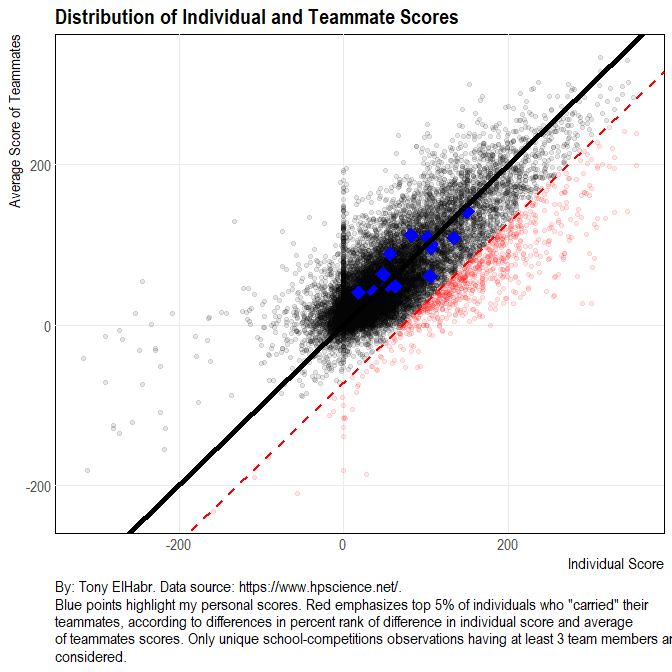 Distribution of Individual and Teammate Scores
Average Score of Teammates
200
0
-200
-200
0
200
Individual Score
By: Tony ElHabr. Data source: https://www.hpscience.net/.
Blue points highlight my personal scores. Red emphasizes top 5% of individuals who "carried" their
teammates, according to differences in percent rank of difference in individual score and average
of teammates scores. Only unique school-competitions observations having at least 3 team members
considered.